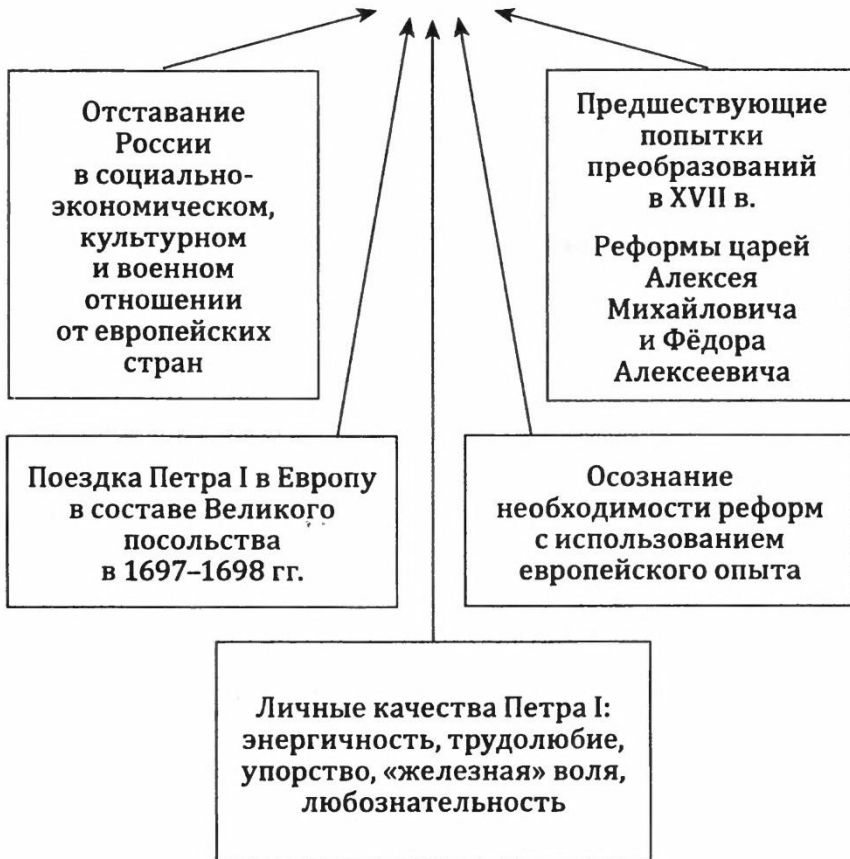 Отставание
России
в социально-
экономическом,
культурном
и военном
отношении
от европейских
стран
Предшествующие
попытки
преобразований
в XVII в.
Реформы царей
Алексея
Михайловича
и Фёдора
Алексеевича
Поездка Петра I в Европу
в составе Великого
посольства
в 1697–1698 гг.
Осознание
необходимости реформ
с использованием
европейского опыта
Личные качества Петра I:
энергичность, трудолюбие,
упорство, «железная» воля,
любознательность